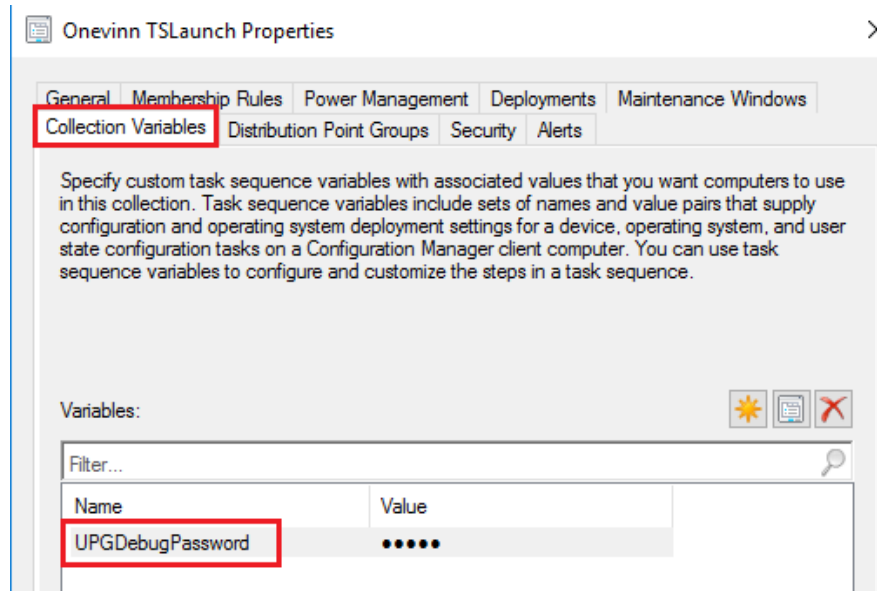 Onevinn TSLaunch Properties
General Membership Rules Power Management Deployments Maintenance Windows
Collection Variables Distribution Point Groups Security Alerts
Specify custom task sequence variables with associated values that you want computers to use
in this collection. Task sequence variables include sets of names and value pairs that supply
configuration and operating system deployment settings for a device, operating system, and user
state configuration tasks on a Configuration Manager client computer. You can use task
sequence variables to configure and customize the steps in a task sequence.
Variables:
Filter...
Name Value
UPGDebugPassword •••••